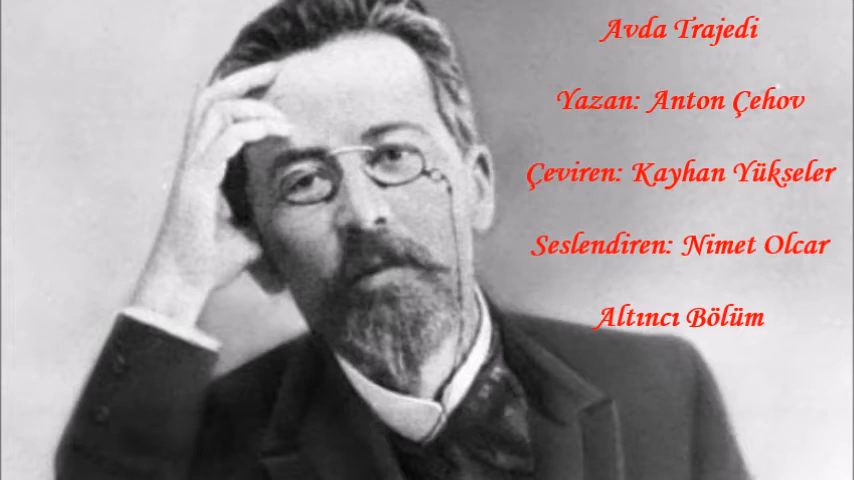 Avda Trajedi
Yazan: Anton Çehov
Çeviren: Kayhan Yükseler
Seslendiren: Nimet Olcar
Altıncı Bölüm